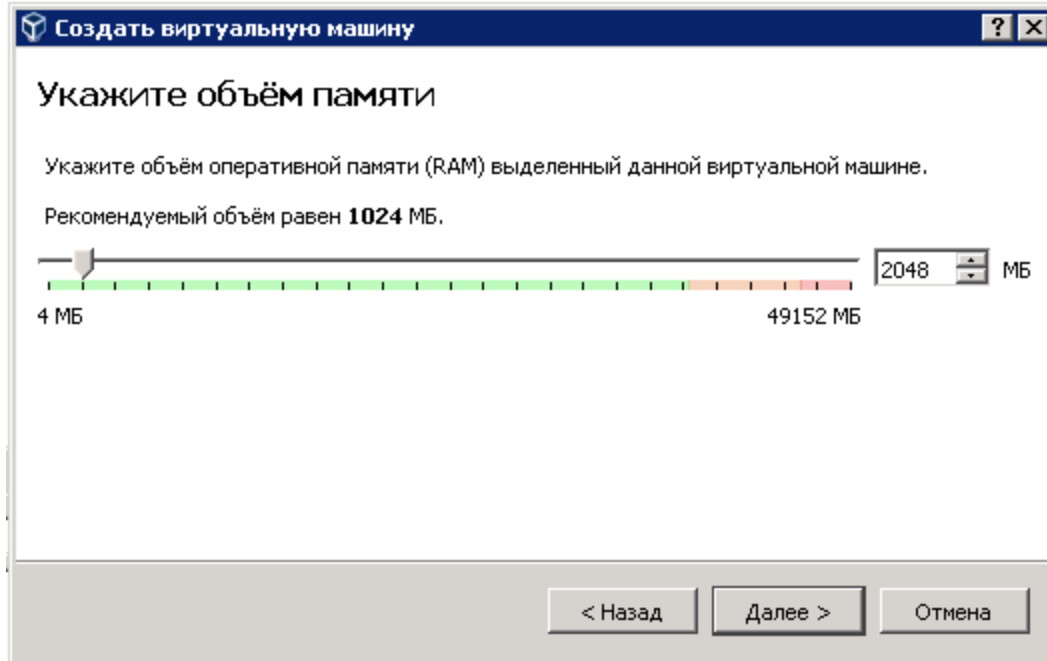 Создать виртуальную машину
Укажите объём памяти
Укажите объём оперативной памяти (RAM) выделенный данной виртуальной машине.
Рекомендуемый объём равен 1024 МБ.
2048 МБ
4 МБ 49152 МБ
< Назад Далее > Отмена